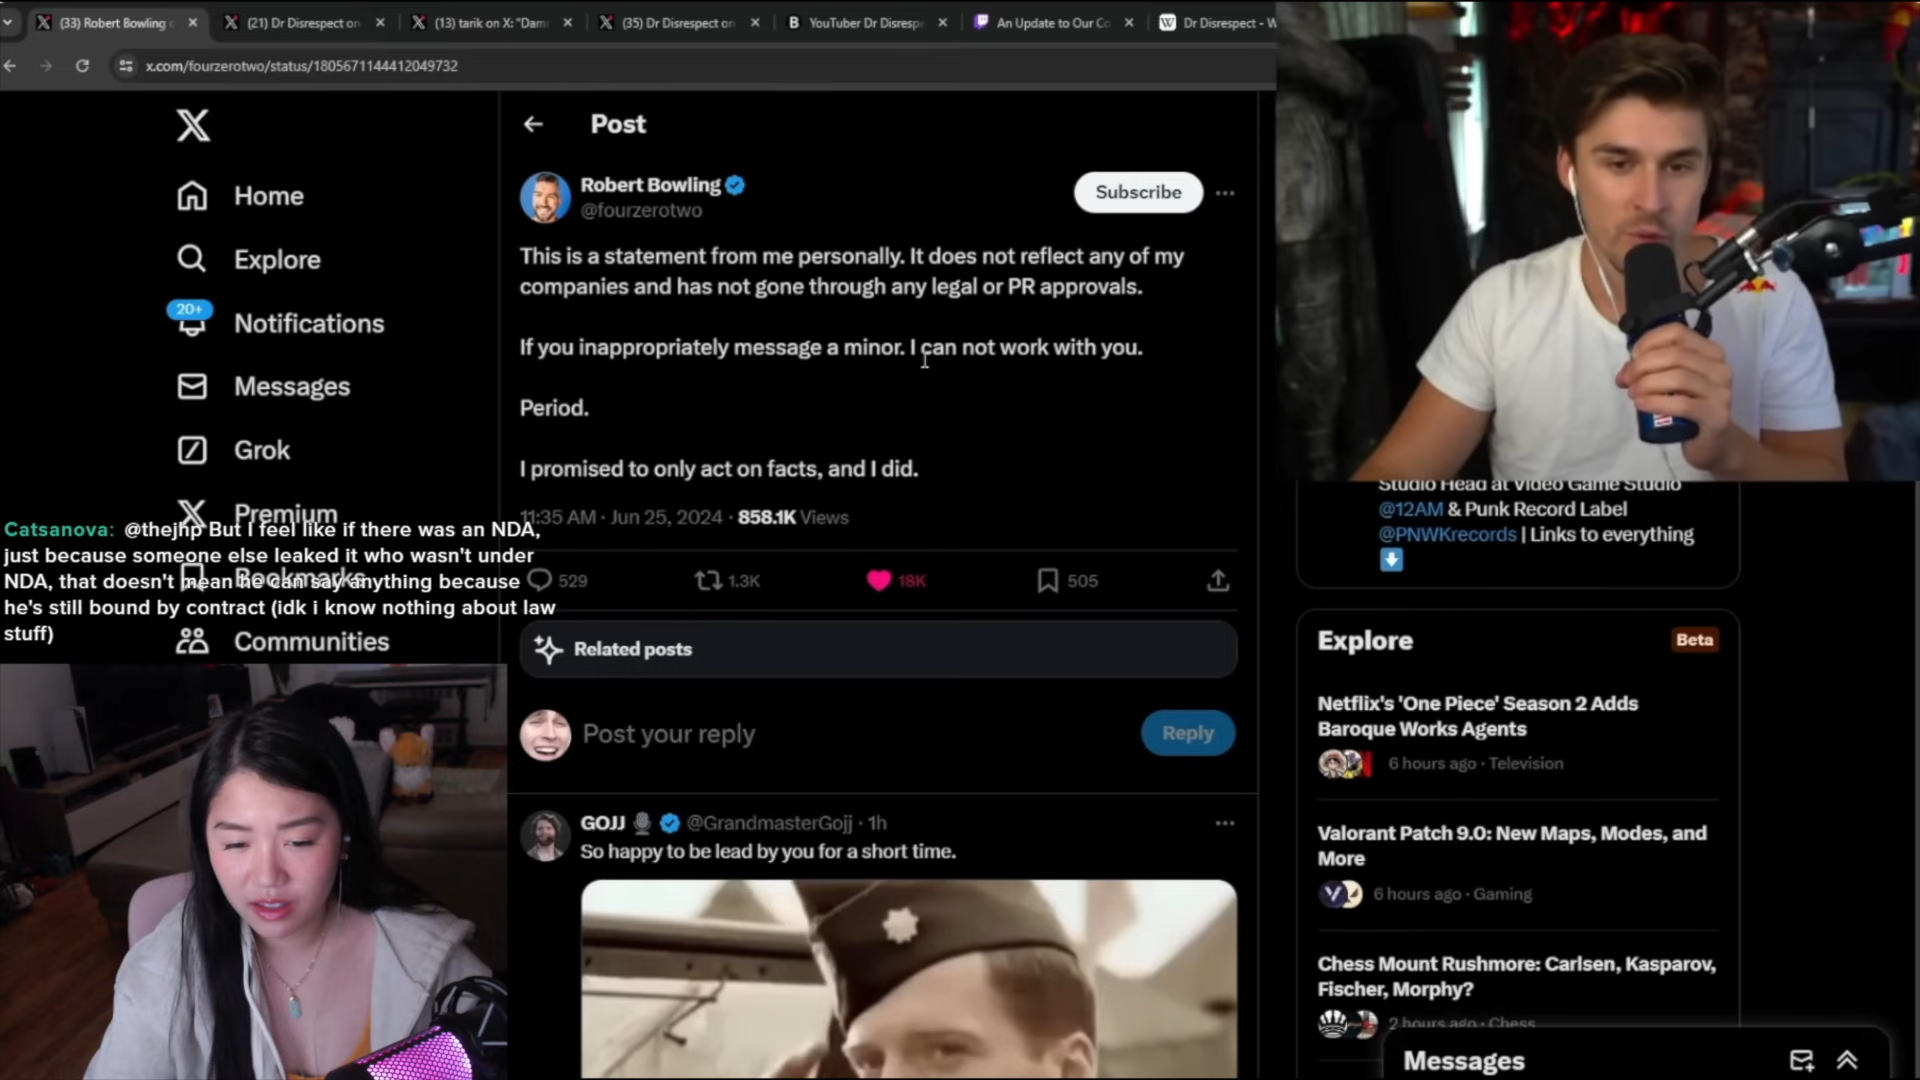 (33) Robert Bowling
(21) Dr Disrespect on
(13) tarik on X: "Dam
(35) Dr Disrespect on
YouTuber Dr Disresp
An Update to Our Co
Dr Disrespect - W
x.com/fourzerotwo/status/1805671144412049732
Home
Explore
20+
Notifications
Messages
Grok
Premium
Bookmarks
Communities
Catsanova: @thejhp But I feel like if there was an NDA,
just because someone else leaked it who wasn't under
NDA, that doesn't mean he can say anything because
he's still bound by contract (idk i know nothing about law
stuff)
Post
Robert Bowling
@fourzerotwo
Subscribe
This is a statement from me personally. It does not reflect any of my
companies and has not gone through any legal or PR approvals.
If you inappropriately message a minor. I can not work with you.
Period.
I promised to only act on facts, and I did.
11:35 AM · Jun 25, 2024 · 858.1K Views
529
1.3K
18K
505
Related posts
Post your reply
Reply
GOJJ @GrandmasterGojj · 1h
So happy to be lead by you for a short time.
Studio Head at Video Game Studio
@12AM & Punk Record Label
@PNWKrecords | Links to everything
Explore
Beta
Netflix's 'One Piece' Season 2 Adds
Baroque Works Agents
6 hours ago · Television
Valorant Patch 9.0: New Maps, Modes, and
More
6 hours ago · Gaming
Chess Mount Rushmore: Carlsen, Kasparov,
Fischer, Morphy?
2 hours ago · Chess
Messages